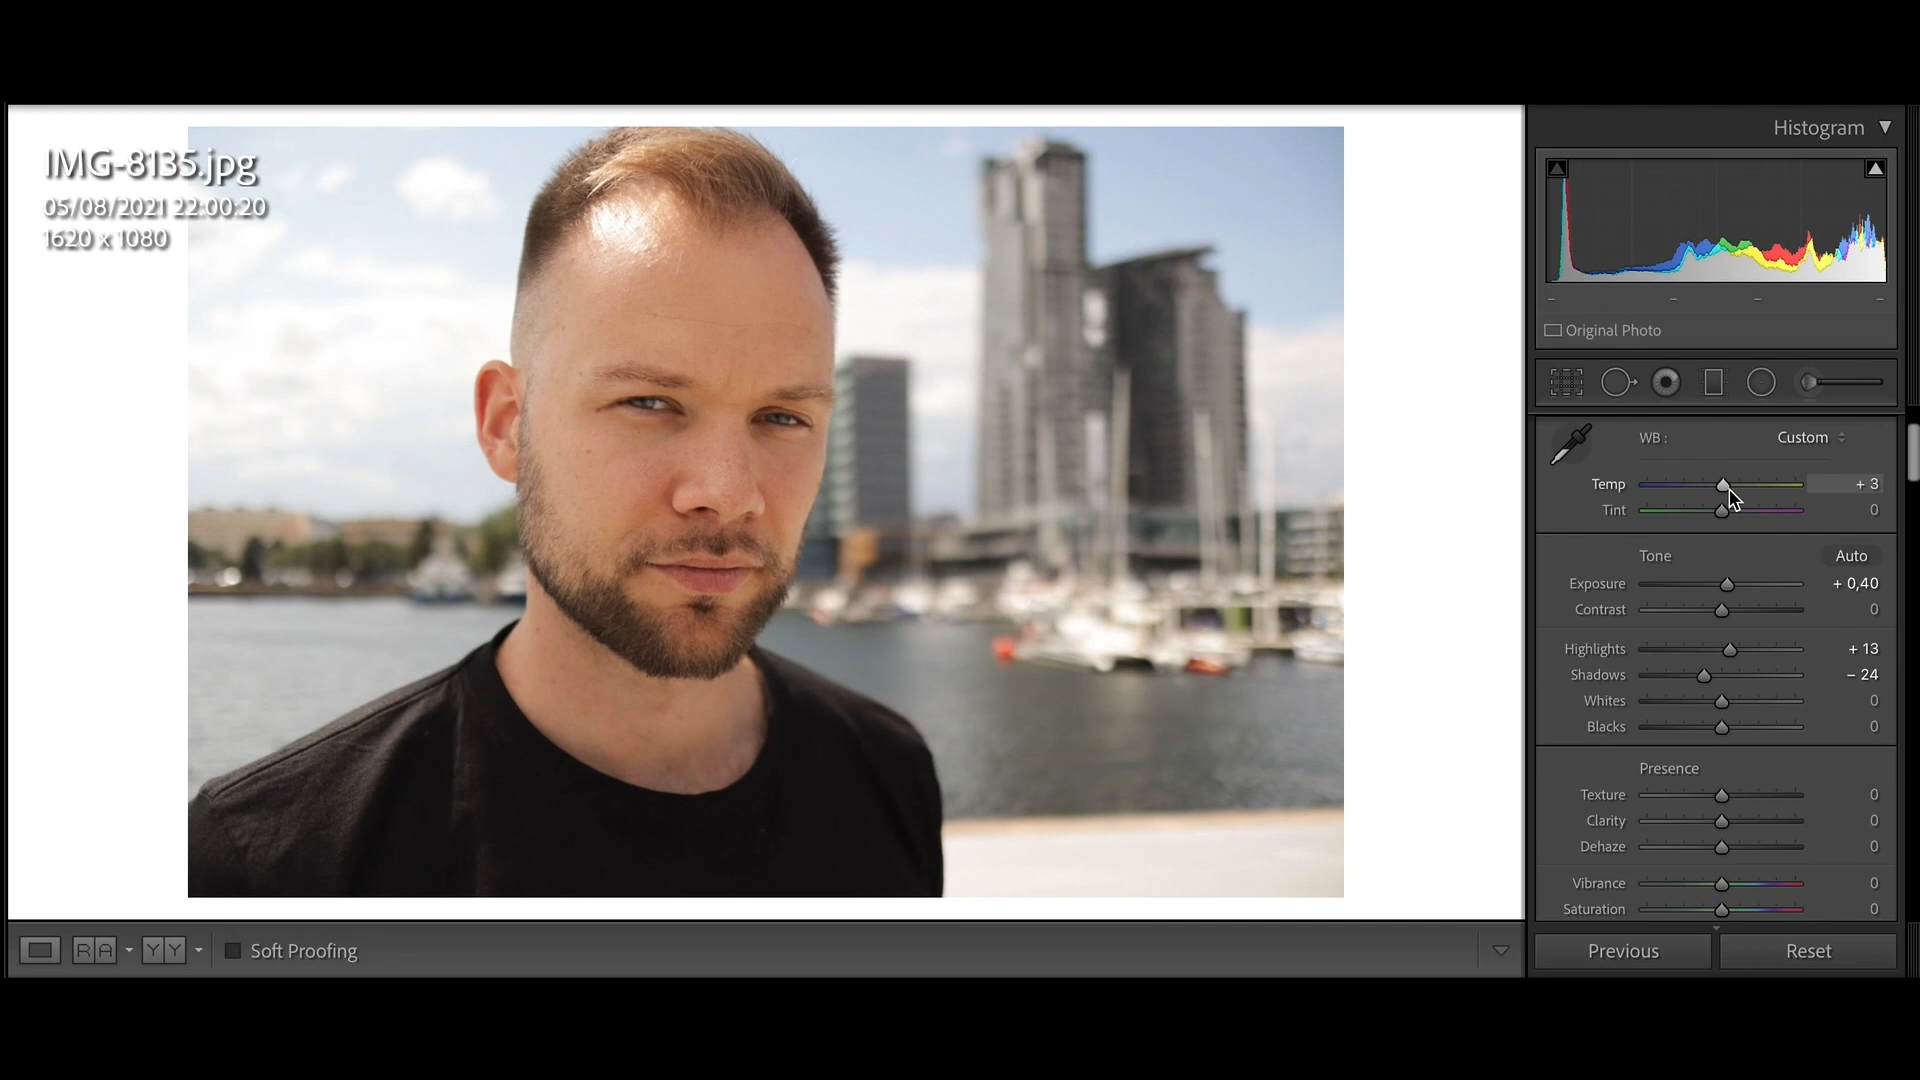 IMG-8135.jpg
05/08/2021 22:00:20
1620 x 1080
Histogram
Original Photo
WB : Custom
Temp + 3
Tint 0
Tone Auto
Exposure + 0,40
Contrast 0
Highlights + 13
Shadows − 24
Whites 0
Blacks 0
Presence
Texture 0
Clarity 0
Dehaze 0
Vibrance 0
Saturation 0
R A Y Y Soft Proofing
Previous Reset